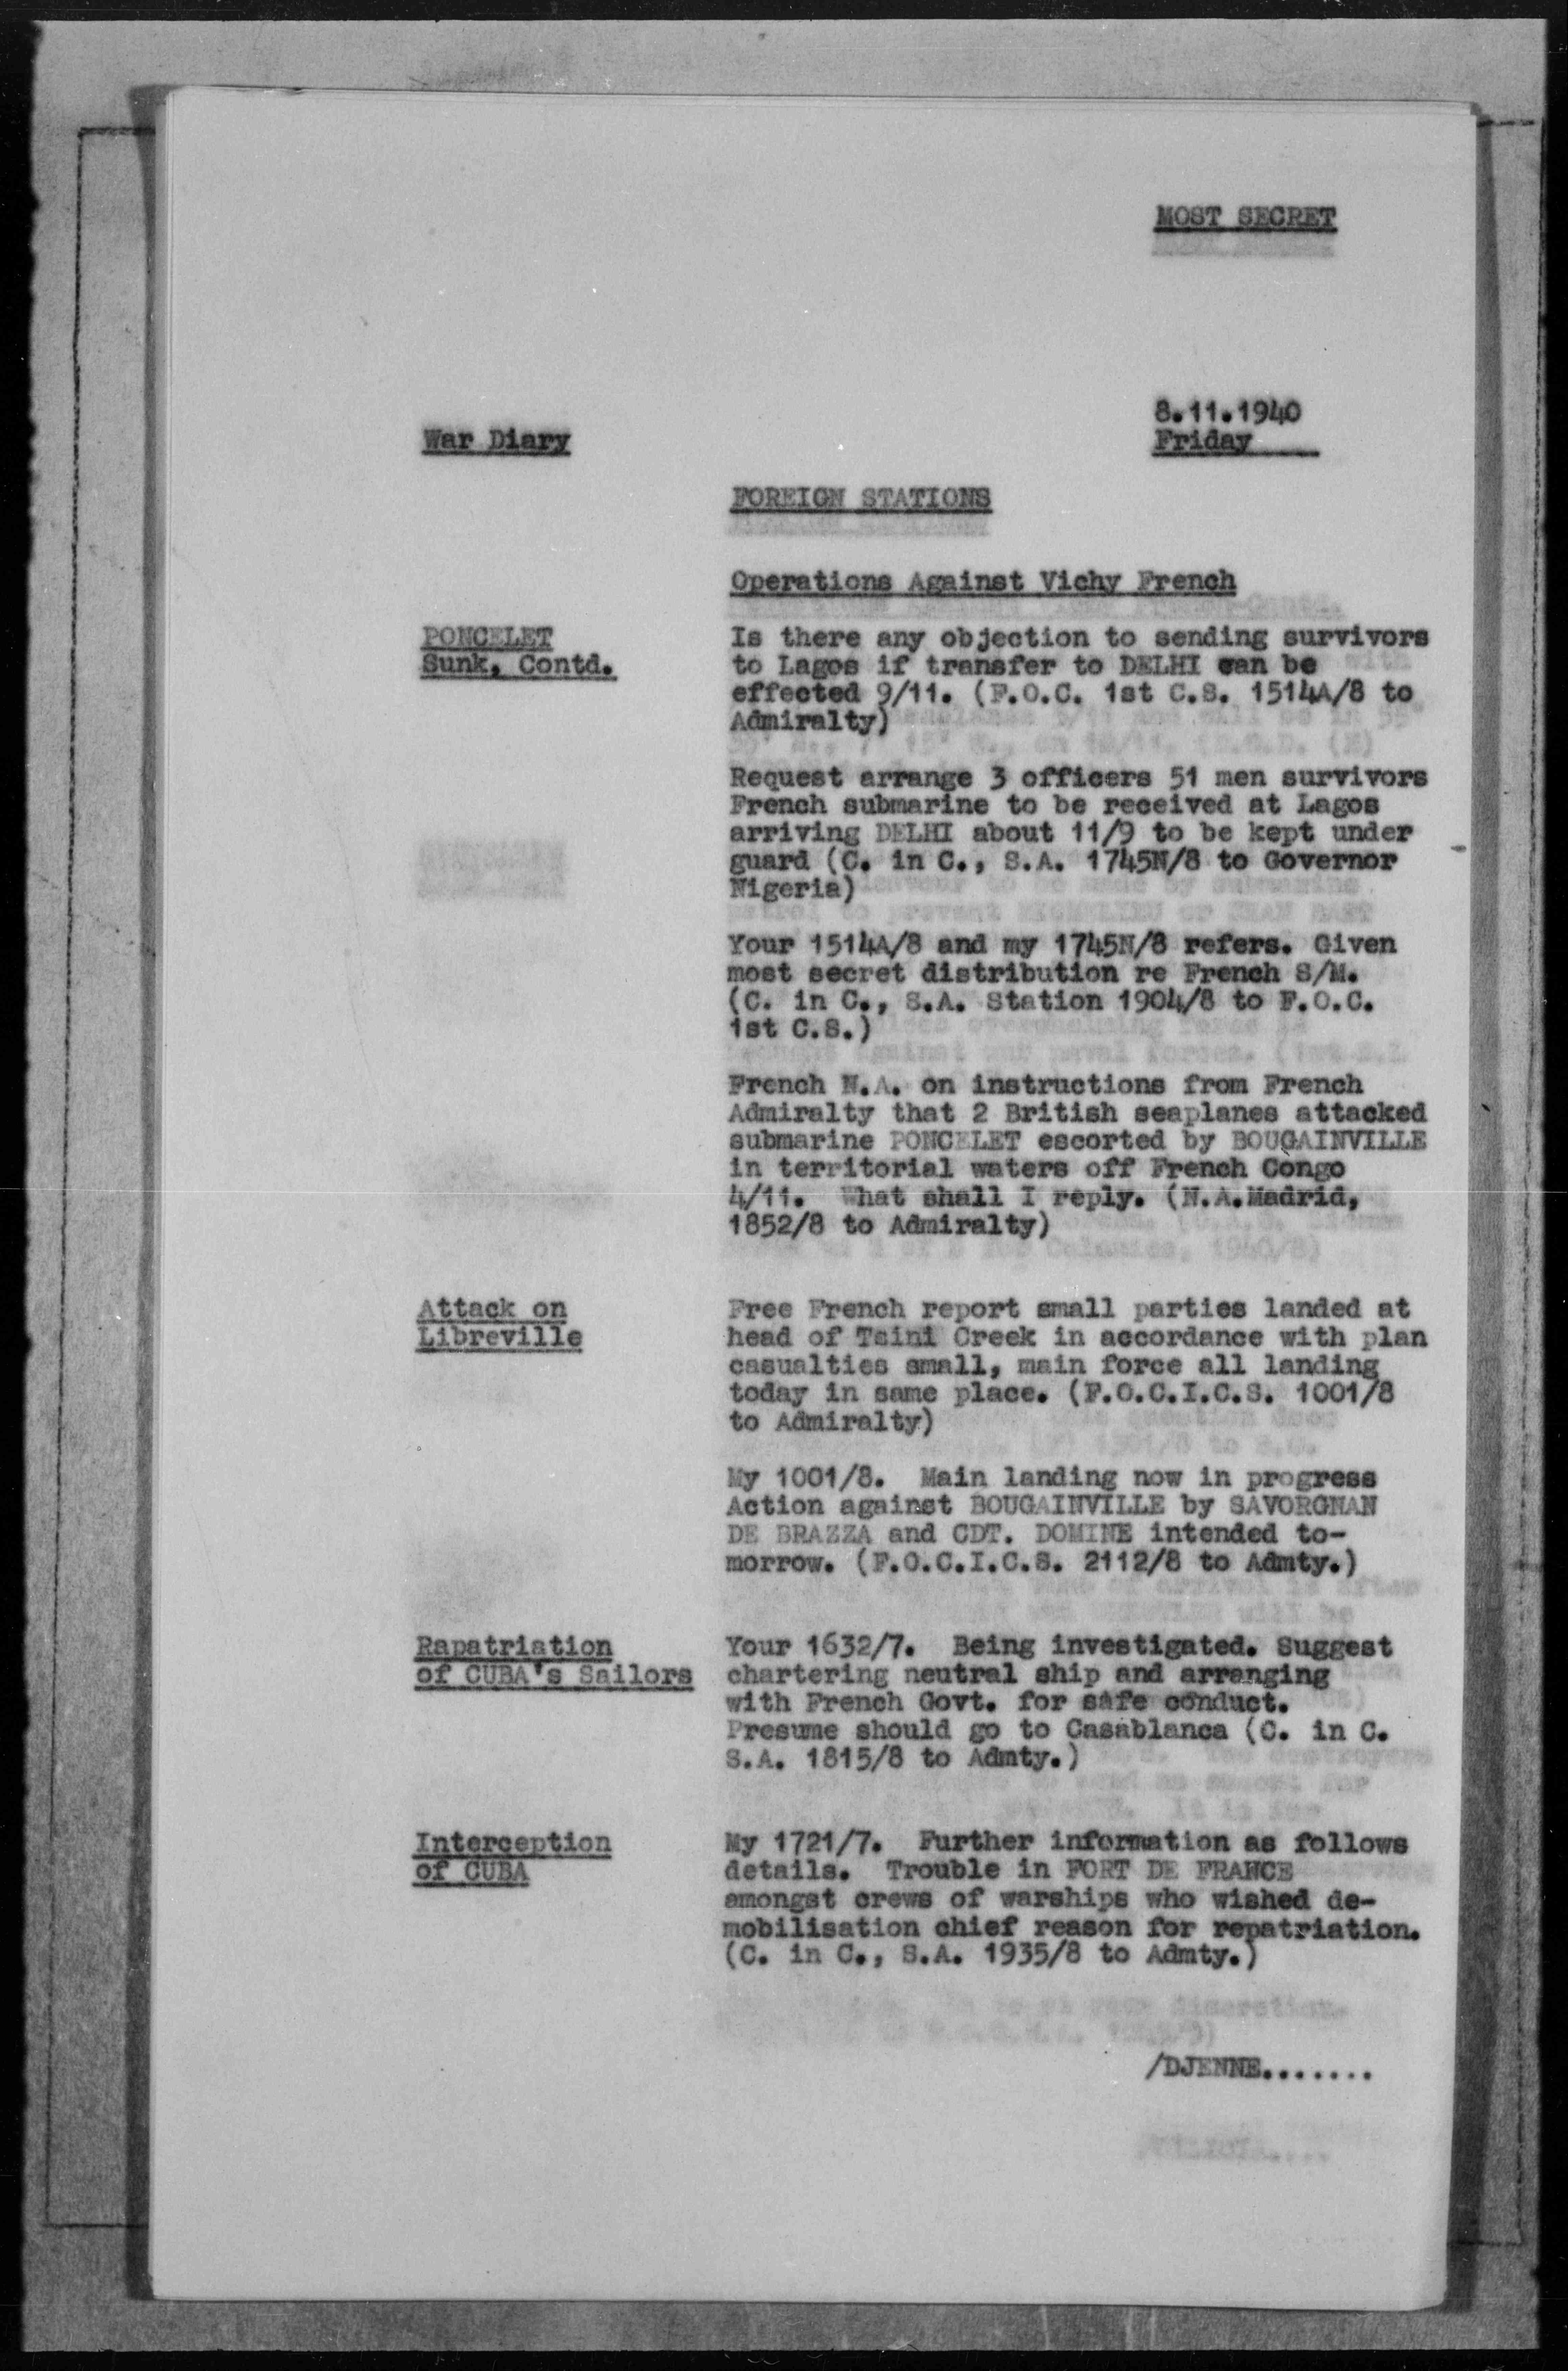 MOST SECRET
8.11.1940
War Diary
Friday
FOREIGN STATIONS
Operations Against Vichy French
PONCELET
Sunk, Contd.
Is there any objection to sending survivors
to Lagos if transfer to DELHI can be
effected 9/11. (F.O.C. 1st C.S. 1514A/8 to
Admiralty)
Request arrange 3 officers 51 men survivors
French submarine to be received at Lagos
arriving DELHI about 11/9 to be kept under
guard (C. in C., S.A. 1745N/8 to Governor
Nigeria)
Your 1514A/8 and my 1745N/8 refers. Given
most secret distribution re French S/M.
(C. in C., S.A. Station 1904/8 to F.O.C.
1st C.S.)
French N.A. on instructions from French
Admiralty that 2 British seaplanes attacked
submarine PONCELET escorted by BOUGAINVILLE
in territorial waters off French Congo
4/11. What shall I reply. (N.A.Madrid,
1852/8 to Admiralty)
Attack on
Libreville
Free French report small parties landed at
head of Tsini Creek in accordance with plan
casualties small, main force all landing
today in same place. (F.O.C.I.C.S. 1001/8
to Admiralty)
My 1001/8. Main landing now in progress
Action against BOUGAINVILLE by SAVORGNAN
DE BRAZZA and CDT. DOMINE intended to-
morrow. (F.O.C.I.C.S. 2112/8 to Admty.)
Rapatriation
of CUBA's Sailors
Your 1632/7. Being investigated. Suggest
chartering neutral ship and arranging
with French Govt. for safe conduct.
Presume should go to Casablanca (C. in C.
S.A. 1815/8 to Admty.)
Interception
of CUBA
My 1721/7. Further information as follows
details. Trouble in FORT DE FRANCE
amongst crews of warships who wished de-
mobilisation chief reason for repatriation.
(C. in C., S.A. 1935/8 to Admty.)
/DJENNE.......